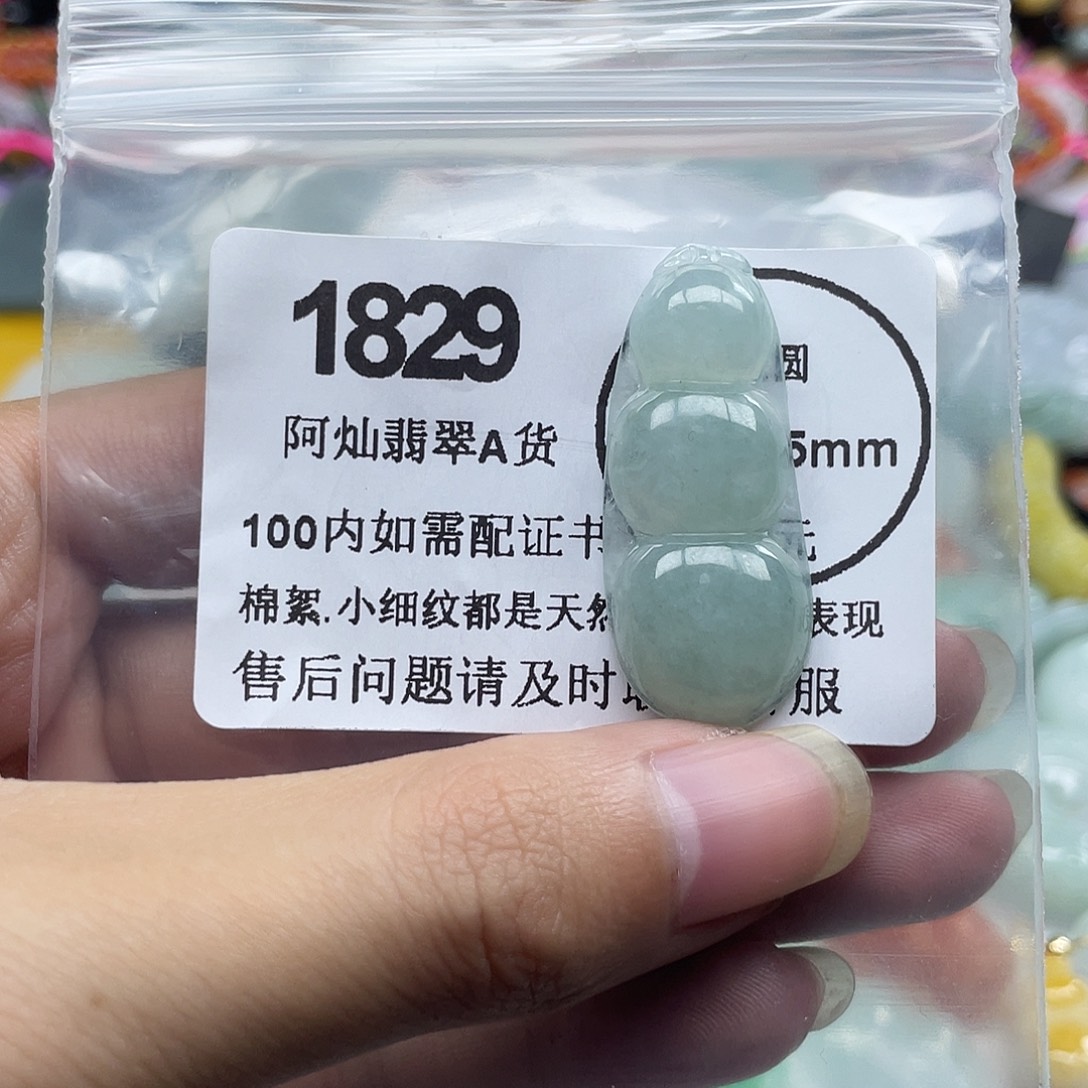 1829
阿灿翡翠A货
圆
5mm
100内如需配证书
棉絮.小细纹都是天然
表现
售后问题请及时
服